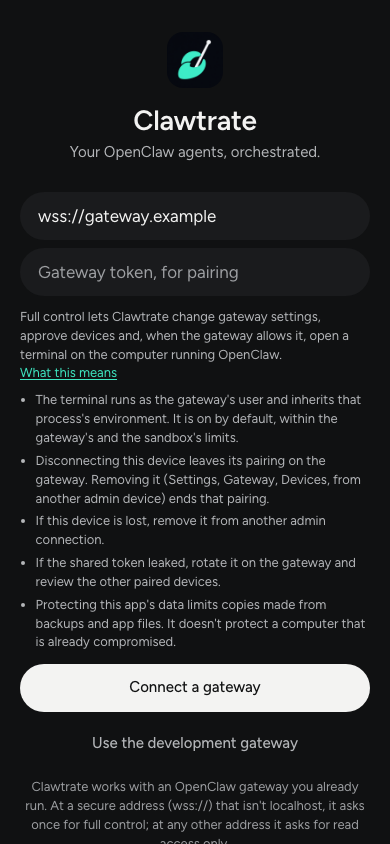 Clawtrate
Your OpenClaw agents, orchestrated.
wss://gateway.example
Gateway token, for pairing
Full control lets Clawtrate change gateway settings,
approve devices and, when the gateway allows it, open a
terminal on the computer running OpenClaw.
What this means
• The terminal runs as the gateway's user and inherits that
process's environment. It is on by default, within the
gateway's and the sandbox's limits.
• Disconnecting this device leaves its pairing on the
gateway. Removing it (Settings, Gateway, Devices, from
another admin device) ends that pairing.
• If this device is lost, remove it from another admin
connection.
• If the shared token leaked, rotate it on the gateway and
review the other paired devices.
• Protecting this app's data limits copies made from
backups and app files. It doesn't protect a computer that
is already compromised.
Connect a gateway
Use the development gateway
Clawtrate works with an OpenClaw gateway you already
run. At a secure address (wss://) that isn't localhost, it asks
once for full control; at any other address it asks for read
access only.